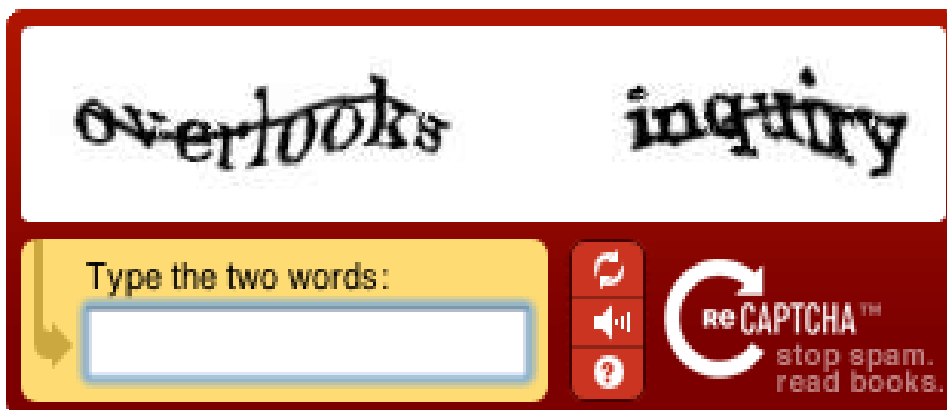 overlooks inquiry
Type the two words:
ReCAPTCHA™
stop spam.
read books.